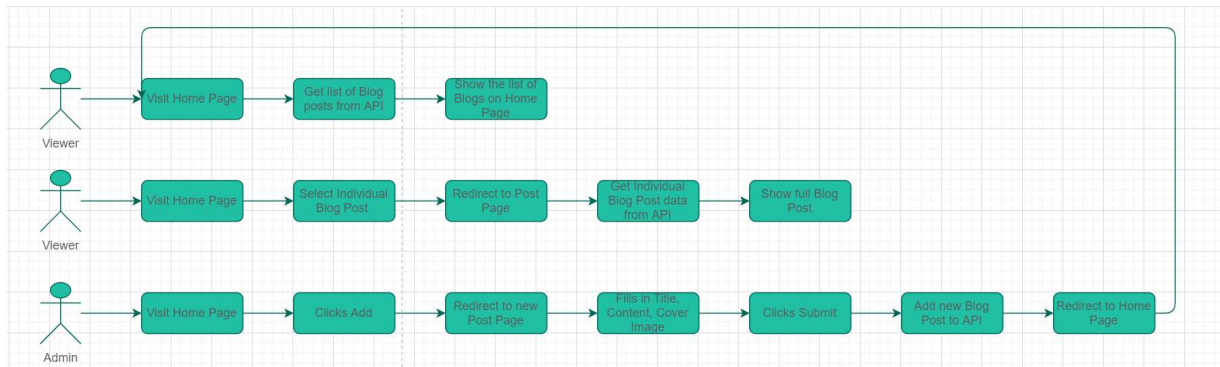 Visit Home Page
Get list of Blog
posts from API
Show the list of
Blogs on Home
Page
Viewer
Visit Home Page
Select Individual
Blog Post
Redirect to Post
Page
Get Individual
Blog Post data
from API
Show full Blog
Post
Viewer
Visit Home Page
Clicks Add
Redirect to new
Post Page
Fills in Title,
Content, Cover
Image
Clicks Submit
Add new Blog
Post to API
Redirect to Home
Page
Admin